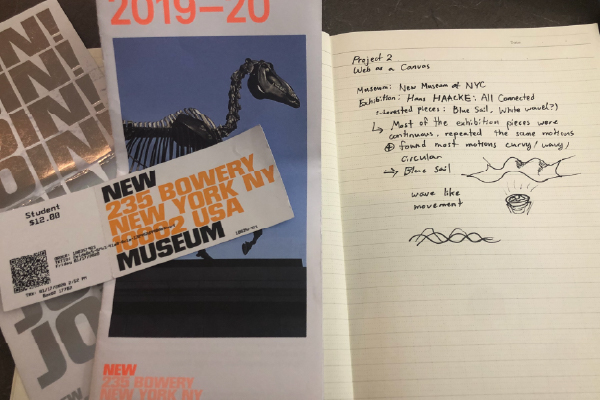 2019–20
IN!
IN!
IN!
JO
NEW
235 BOWERY
NEW YORK NY
10002 USA
MUSEUM
Student
$12.00
NEW
235 BOWERY
NEW YORK NY
Project 2
Web as a Canvas
Museum: New Museum of NYC
Exhibition: Hans HAACKE: All Connected
pieces: Blue Sail, White wave(?)
Most of the exhibition pieces were
continuous, repeated the same motions
found most motions curvy/ wavy/
circular
Blue sail
wave like
movement